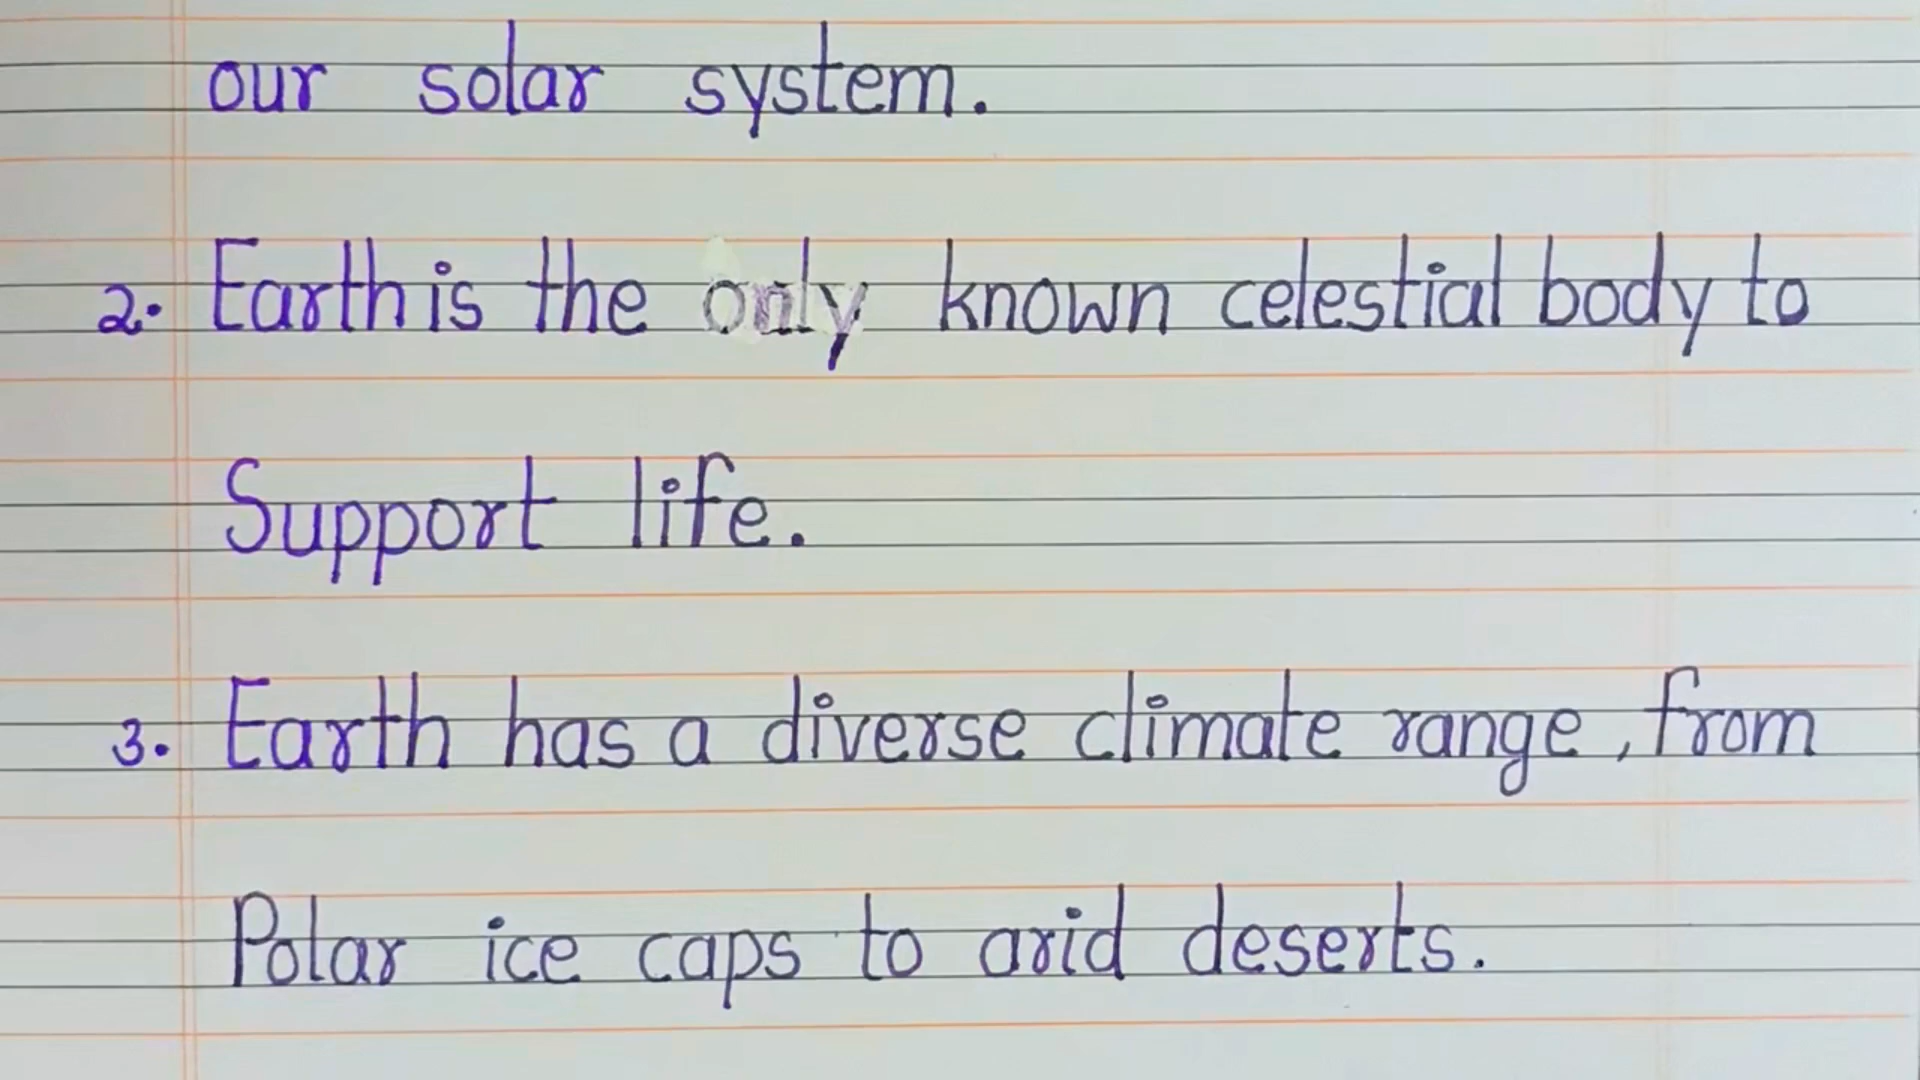 our solar system.
2. Earth is the only known celestial body to
Support life.
3. Earth has a diverse climate range, from
Polar ice caps to arid deserts.